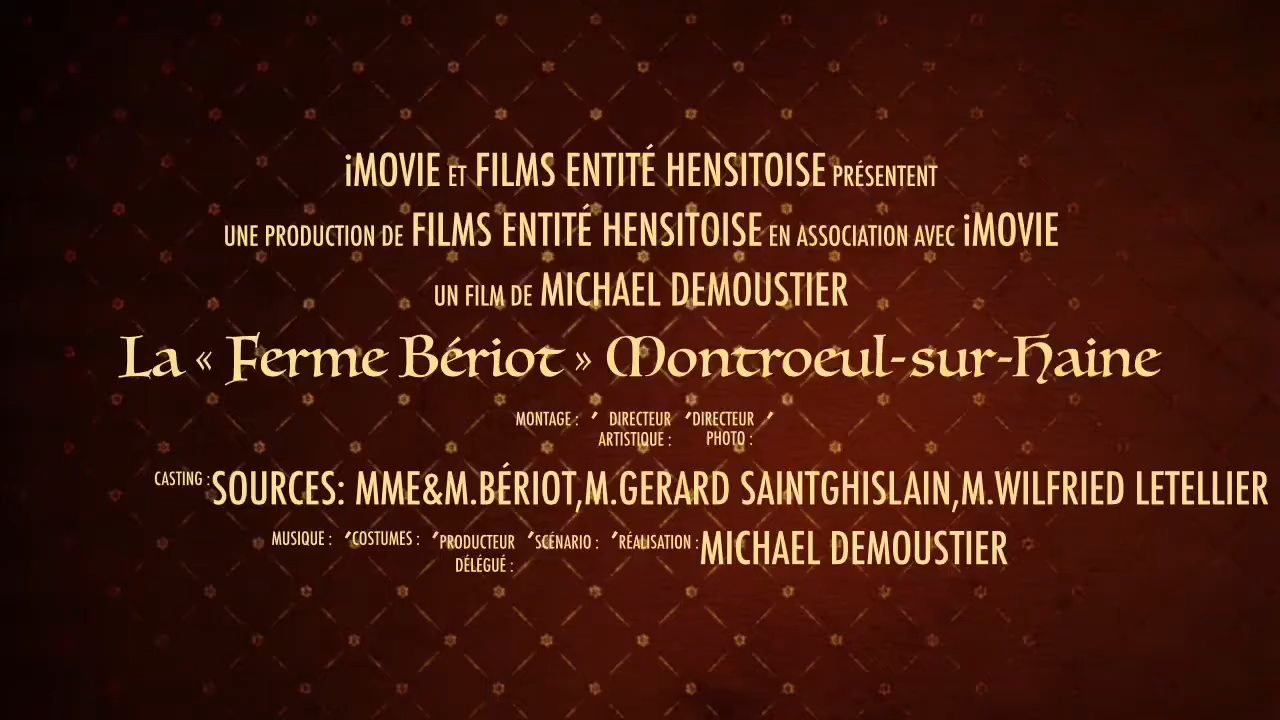 iMOVIE ET FILMS ENTITÉ HENSITOISE PRÉSENTENT
UNE PRODUCTION DE FILMS ENTITÉ HENSITOISE EN ASSOCIATION AVEC iMOVIE
UN FILM DE MICHAEL DEMOUSTIER
La « Ferme Bériot » Montroeul-sur-Haine
MONTAGE : ′ DIRECTEUR ′DIRECTEUR ′
ARTISTIQUE : PHOTO :
CASTING :SOURCES: MME&M.BÉRIOT,M.GERARD SAINTGHISLAIN,M.WILFRIED LETELLIER
MUSIQUE : ′COSTUMES : ′PRODUCTEUR ′SCÉNARIO : ′RÉALISATION :MICHAEL DEMOUSTIER
DÉLÉGUÉ :